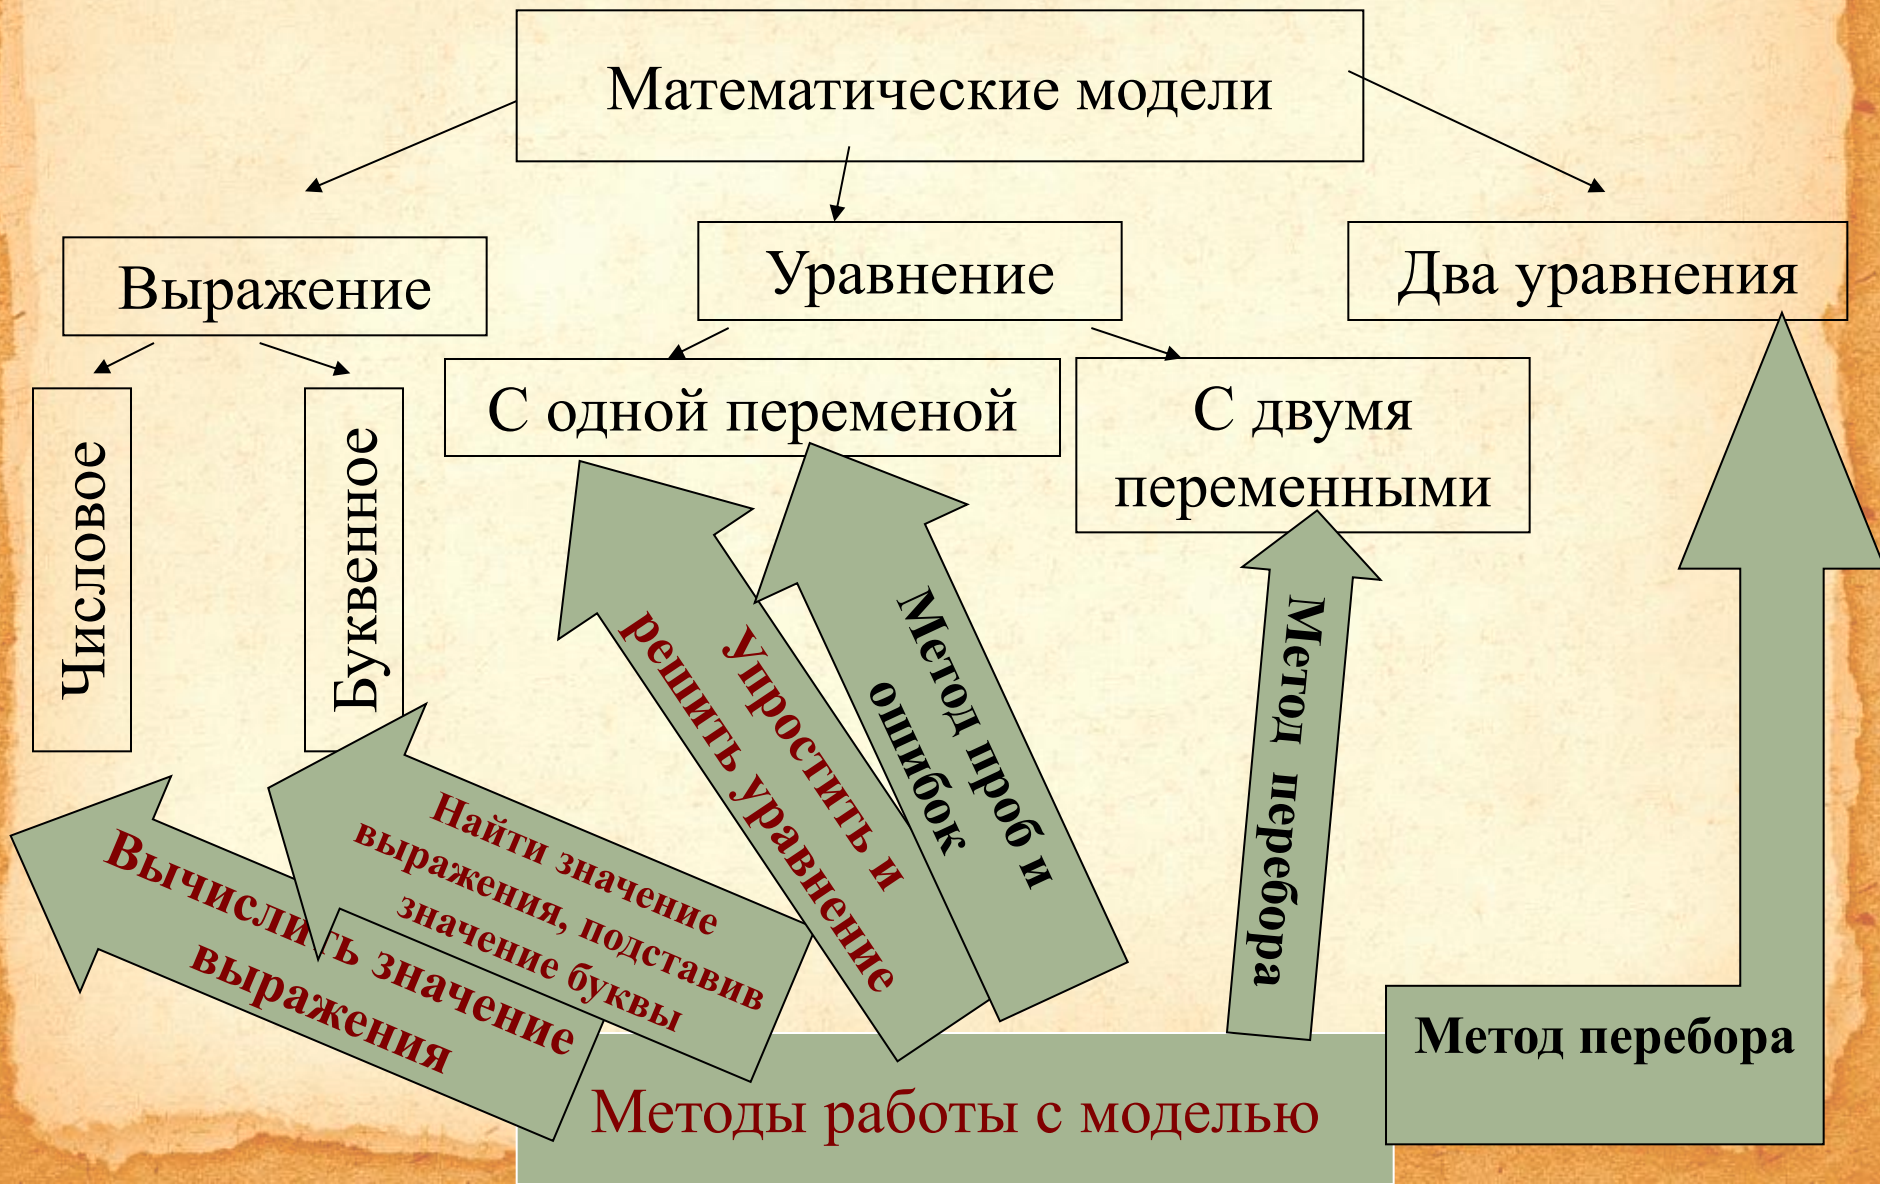 Математические модели
Выражение
Уравнение
Два уравнения
Числовое
Буквенное
С одной переменой
С двумя
переменными
Вычислить значение
выражения
Найти значение
выражения, подставив
значение буквы
Упростить и
решить уравнение
Метод проб и
ошибок
Метод перебора
Метод перебора
Методы работы с моделью